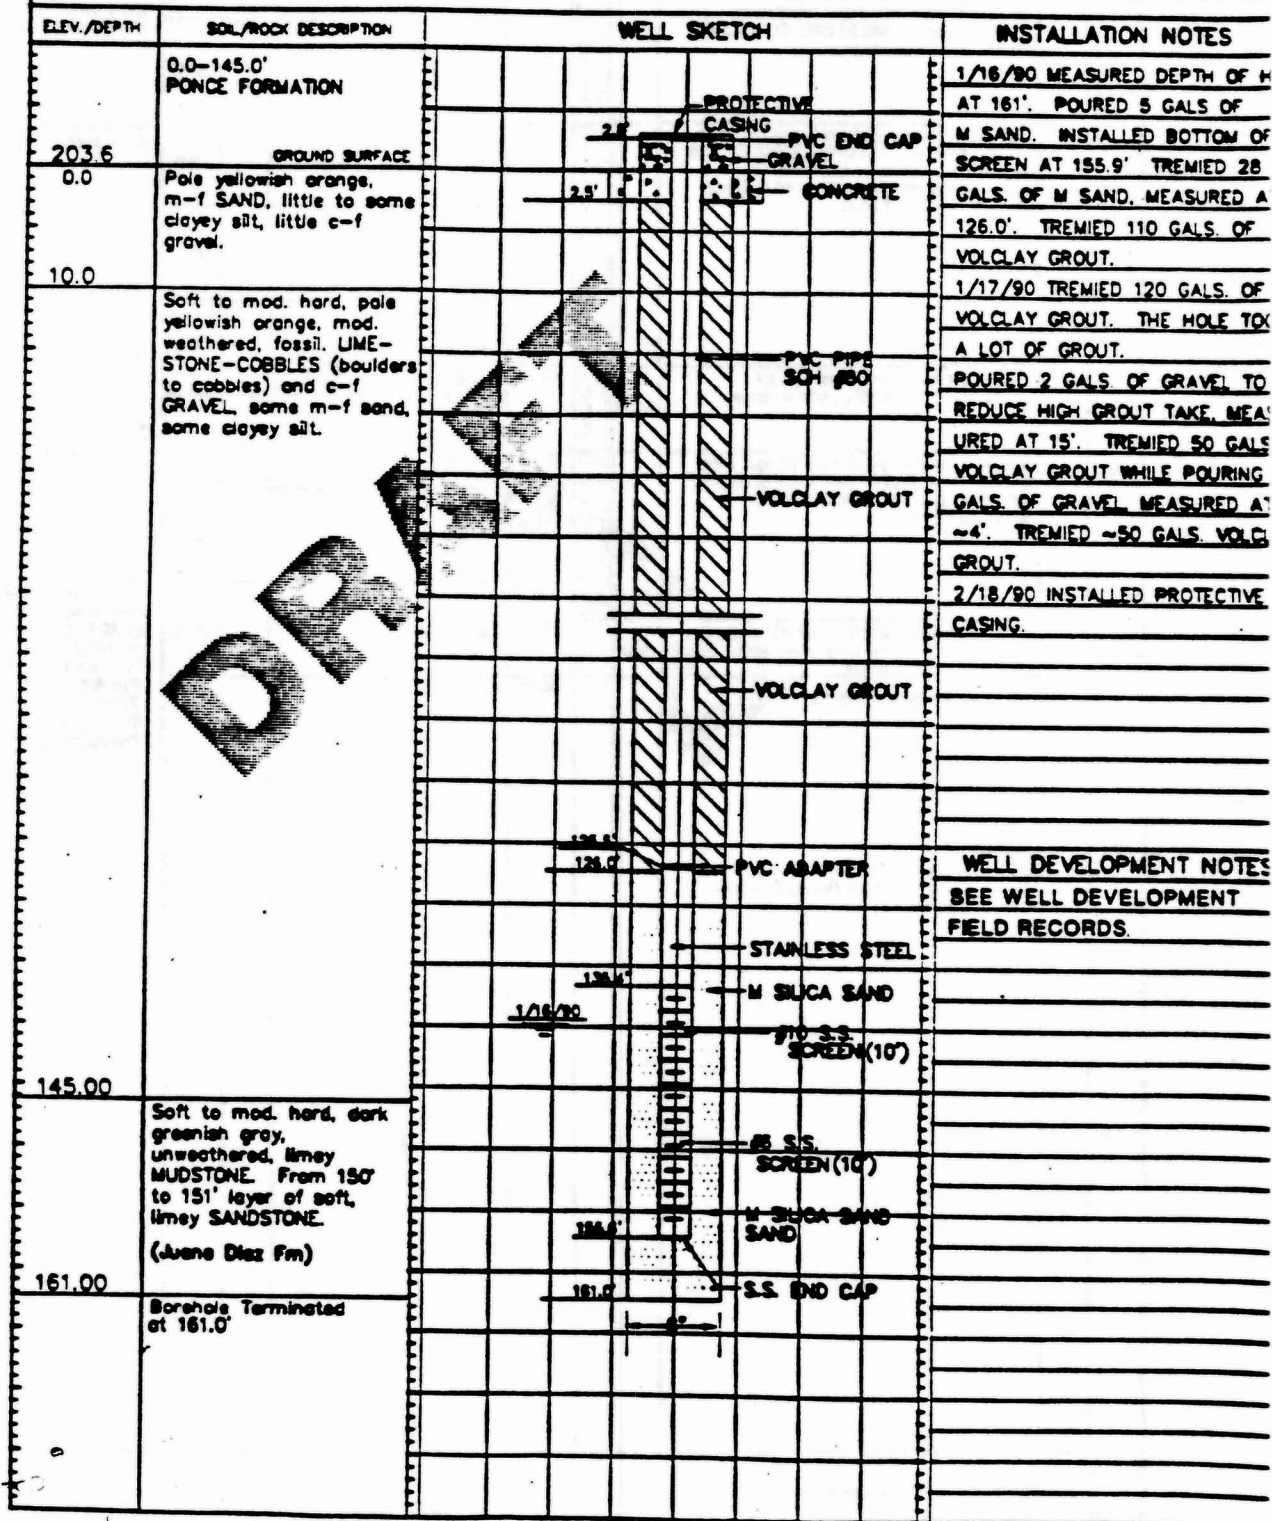 ELEV./DEPTH
SOIL/ROCK DESCRIPTION
WELL SKETCH
INSTALLATION NOTES
0.0-145.0'
PONCE FORMATION
203.6
GROUND SURFACE
0.0
Pale yellowish orange,
m-f SAND, little to some
clayey silt, little c-f
gravel.
10.0
Soft to mod. hard, pale
yellowish orange, mod.
weathered, fossil. LIME-
STONE-COBBLES (boulders
to cobbles) and c-f
GRAVEL, some m-f sand,
some clayey silt.
145.00
Soft to mod. hard, dark
greenish gray,
unweathered, limey
MUDSTONE. From 150'
to 151' layer of soft,
limey SANDSTONE.
(Juana Diaz Fm)
161.00
Borehole Terminated
at 161.0'
DRAFT
PROTECTIVE
CASING
PVC END CAP
GRAVEL
2.5'
CONCRETE
PVC PIPE
SCH #80
VOLCLAY GROUT
VOLCLAY GROUT
126.0'
PVC ADAPTER
STAINLESS STEEL
M SILICA SAND
1/16/90
#10 S.S.
SCREEN(10')
S.S.
SCREEN(10')
M SILICA SAND
SAND
161.0'
S.S. END CAP
1/16/90 MEASURED DEPTH OF H
AT 161'. POURED 5 GALS OF
M SAND. INSTALLED BOTTOM OF
SCREEN AT 155.9' TREMIED 28
GALS. OF M SAND, MEASURED A
126.0'. TREMIED 110 GALS. OF
VOLCLAY GROUT.
1/17/90 TREMIED 120 GALS. OF
VOLCLAY GROUT. THE HOLE TOO
A LOT OF GROUT.
POURED 2 GALS. OF GRAVEL TO
REDUCE HIGH GROUT TAKE, MEAS
URED AT 15'. TREMIED 50 GALS
VOLCLAY GROUT WHILE POURING
GALS. OF GRAVEL MEASURED AT
~4'. TREMIED ~50 GALS. VOLCL
GROUT.
2/18/90 INSTALLED PROTECTIVE
CASING.
WELL DEVELOPMENT NOTES
SEE WELL DEVELOPMENT
FIELD RECORDS.